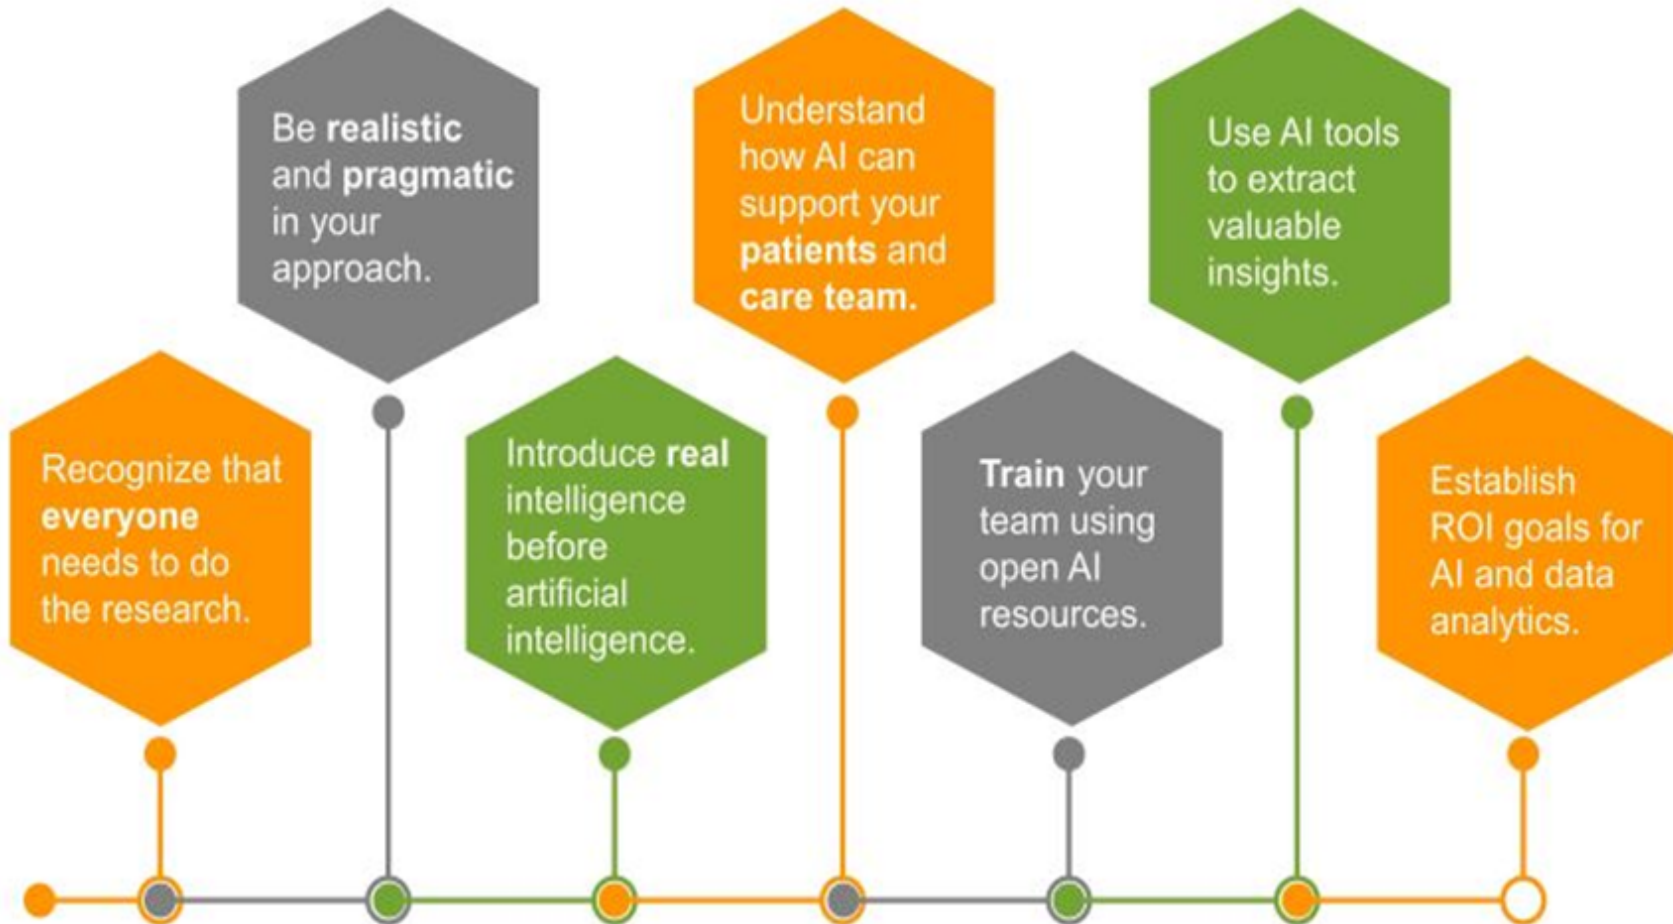 Recognize that
everyone
needs to do
the research.
Be realistic
and pragmatic
in your
approach.
Introduce real
intelligence
before
artificial
intelligence.
Understand
how AI can
support your
patients and
care team.
Train your
team using
open AI
resources.
Use AI tools
to extract
valuable
insights.
Establish
ROI goals for
AI and data
analytics.